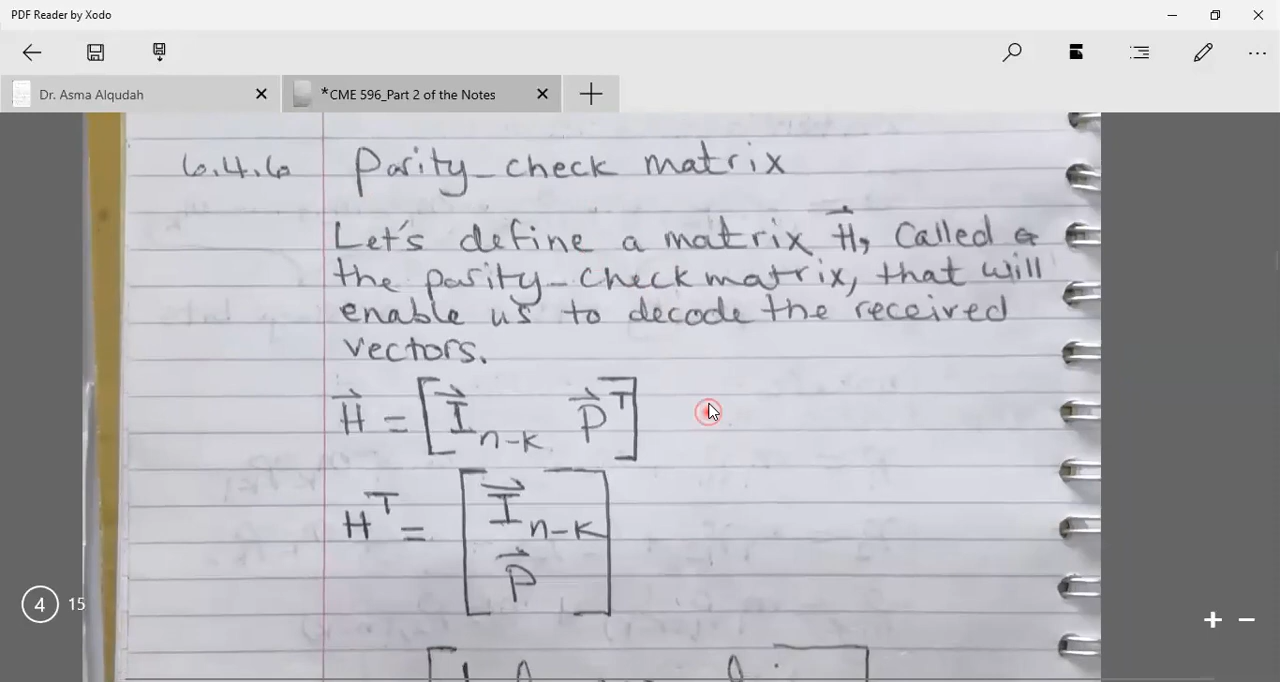 PDF Reader by Xodo
Dr. Asma Alqudah
*CME 596_Part 2 of the Notes
6.4.6 Parity-check matrix
Let's define a matrix H⃗, Called
the parity-check matrix, that will
enable us to decode the received
vectors.
H⃗ = [I⃗ₙ₋ₖ P⃗ᵀ]
Hᵀ = [I⃗ₙ₋ₖ
P⃗]
4 15